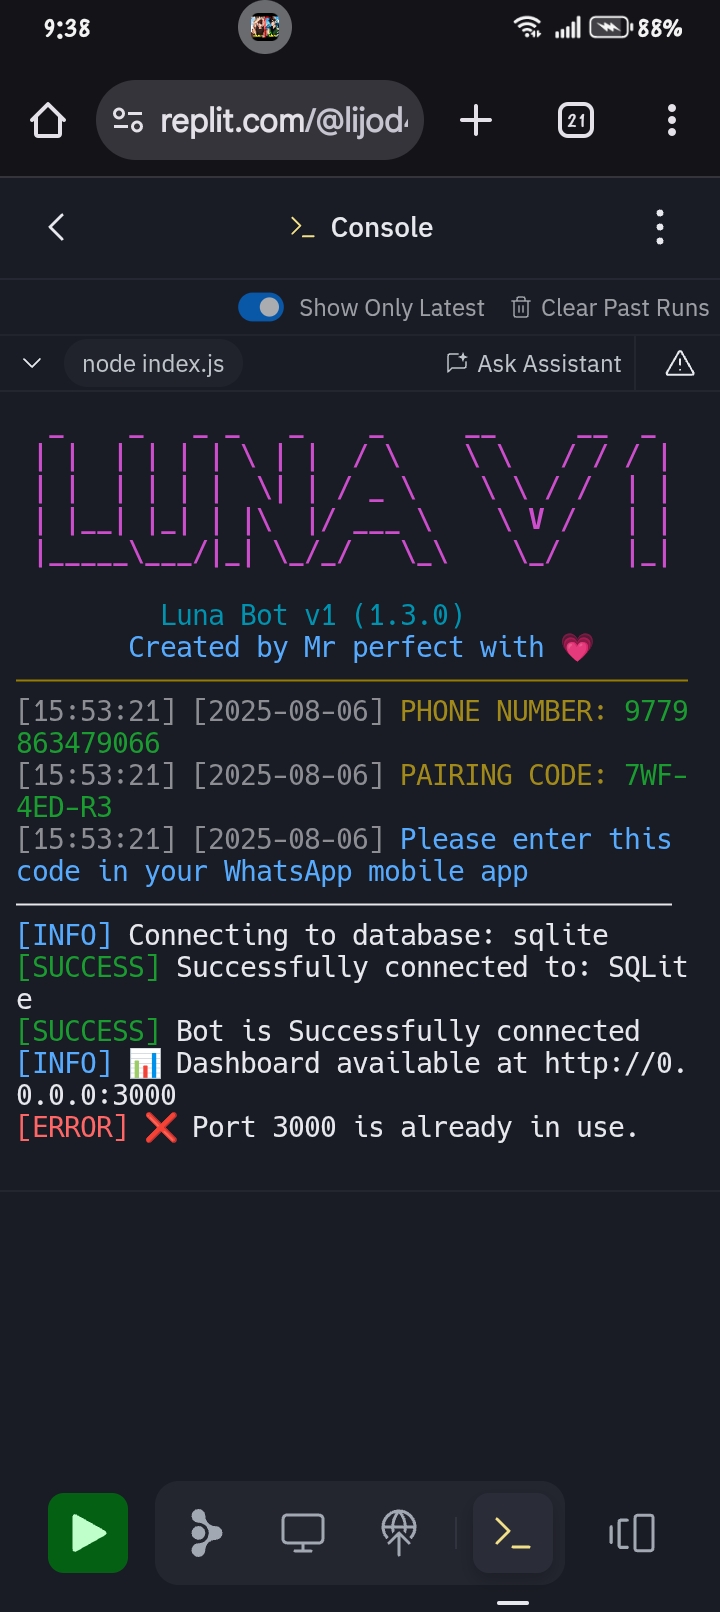 9:38
88%
replit.com/@lijod
21
Console
Show Only Latest
Clear Past Runs
node index.js
Ask Assistant
LUNA V1
Luna Bot v1 (1.3.0)
Created by Mr perfect with 💗
[15:53:21] [2025-08-06] PHONE NUMBER: 9779
863479066
[15:53:21] [2025-08-06] PAIRING CODE: 7WF-
4ED-R3
[15:53:21] [2025-08-06] Please enter this
code in your WhatsApp mobile app
[INFO] Connecting to database: sqlite
[SUCCESS] Successfully connected to: SQLit
e
[SUCCESS] Bot is Successfully connected
[INFO] 📊 Dashboard available at http://0.
0.0.0:3000
[ERROR] ❌ Port 3000 is already in use.